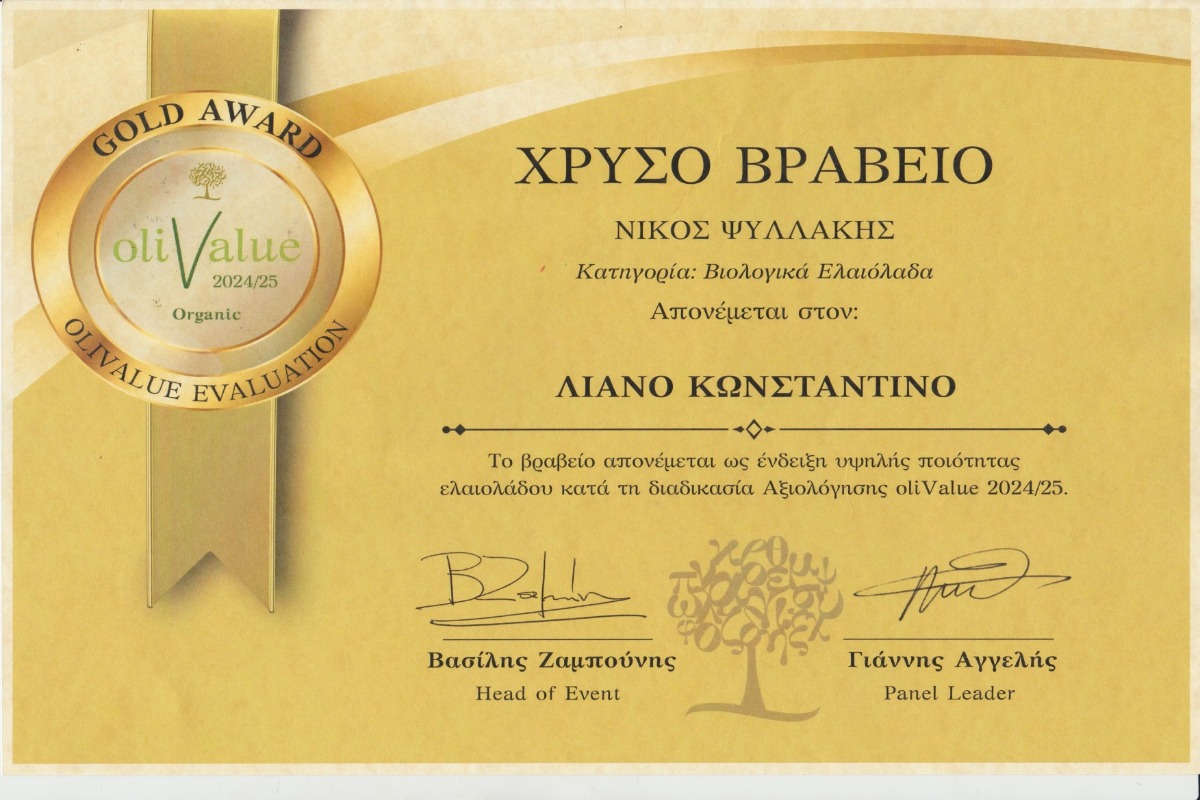 GOLD AWARD
oliValue
2024/25
Organic
OLIVALUE EVALUATION
ΧΡΥΣΟ ΒΡΑΒΕΙΟ
ΝΙΚΟΣ ΨΥΛΛΑΚΗΣ
Κατηγορία: Βιολογικά Ελαιόλαδα
Απονέμεται στον:
ΛΙΑΝΟ ΚΩΝΣΤΑΝΤΙΝΟ
Το βραβείο απονέμεται ως ένδειξη υψηλής ποιότητας
ελαιολάδου κατά τη διαδικασία Αξιολόγησης oliValue 2024/25.
Βασίλης Ζαμπούνης
Head of Event
Γιάννης Αγγελής
Panel Leader